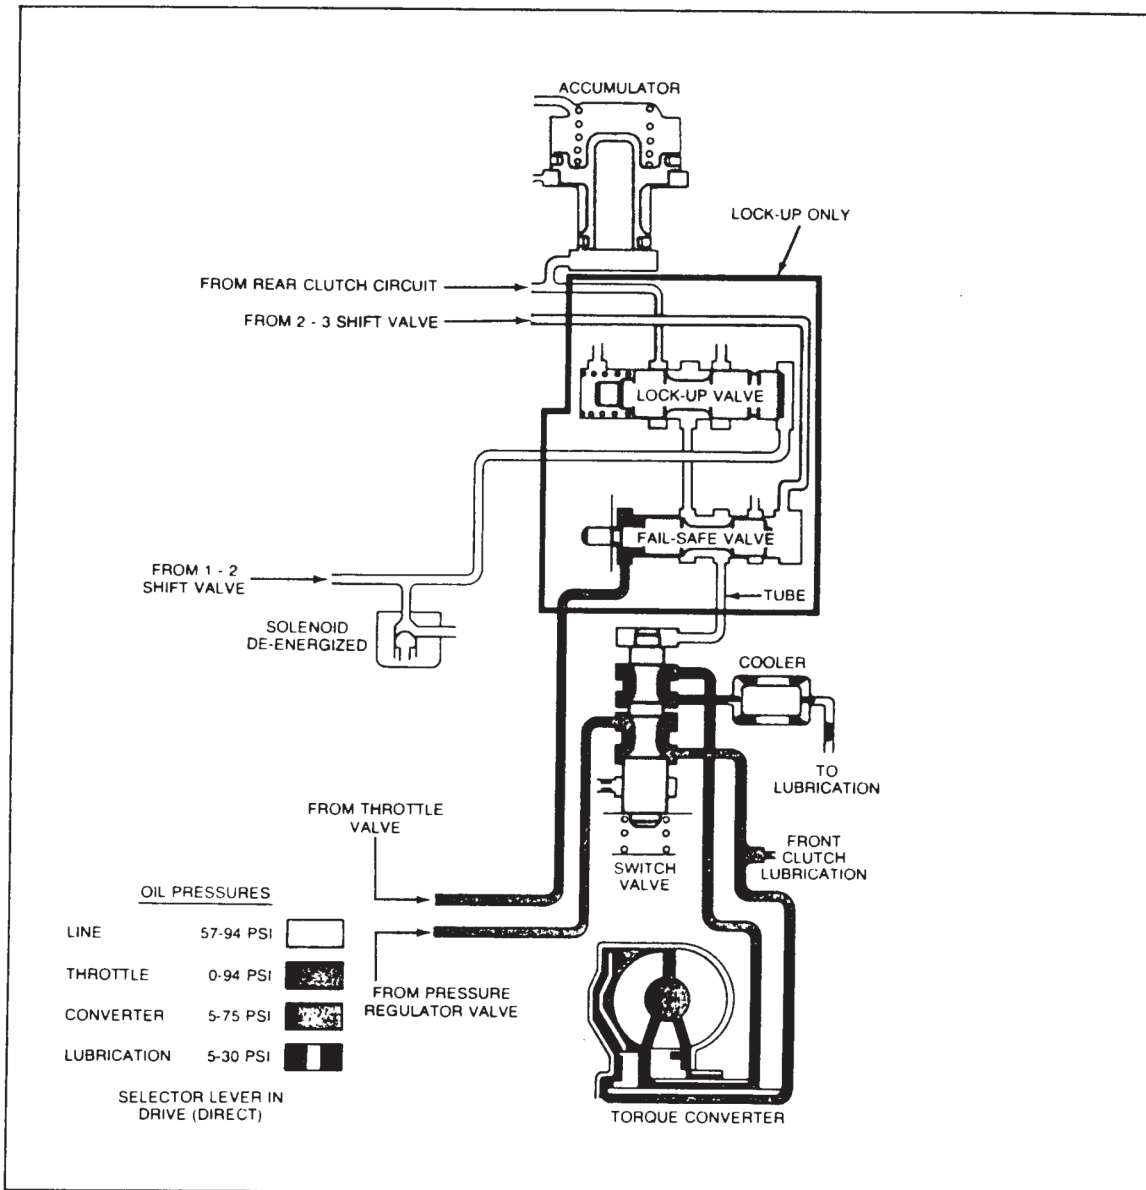 ACCUMULATOR
LOCK-UP ONLY
FROM REAR CLUTCH CIRCUIT
FROM 2 - 3 SHIFT VALVE
LOCK-UP VALVE
FAIL-SAFE VALVE
FROM 1 - 2
SHIFT VALVE
TUBE
SOLENOID
DE-ENERGIZED
COOLER
TO
LUBRICATION
FROM THROTTLE
VALVE
FRONT
CLUTCH
LUBRICATION
SWITCH
VALVE
OIL PRESSURES
LINE 57-94 PSI
THROTTLE 0-94 PSI
CONVERTER 5-75 PSI
LUBRICATION 5-30 PSI
FROM PRESSURE
REGULATOR VALVE
SELECTOR LEVER IN
DRIVE (DIRECT)
TORQUE CONVERTER